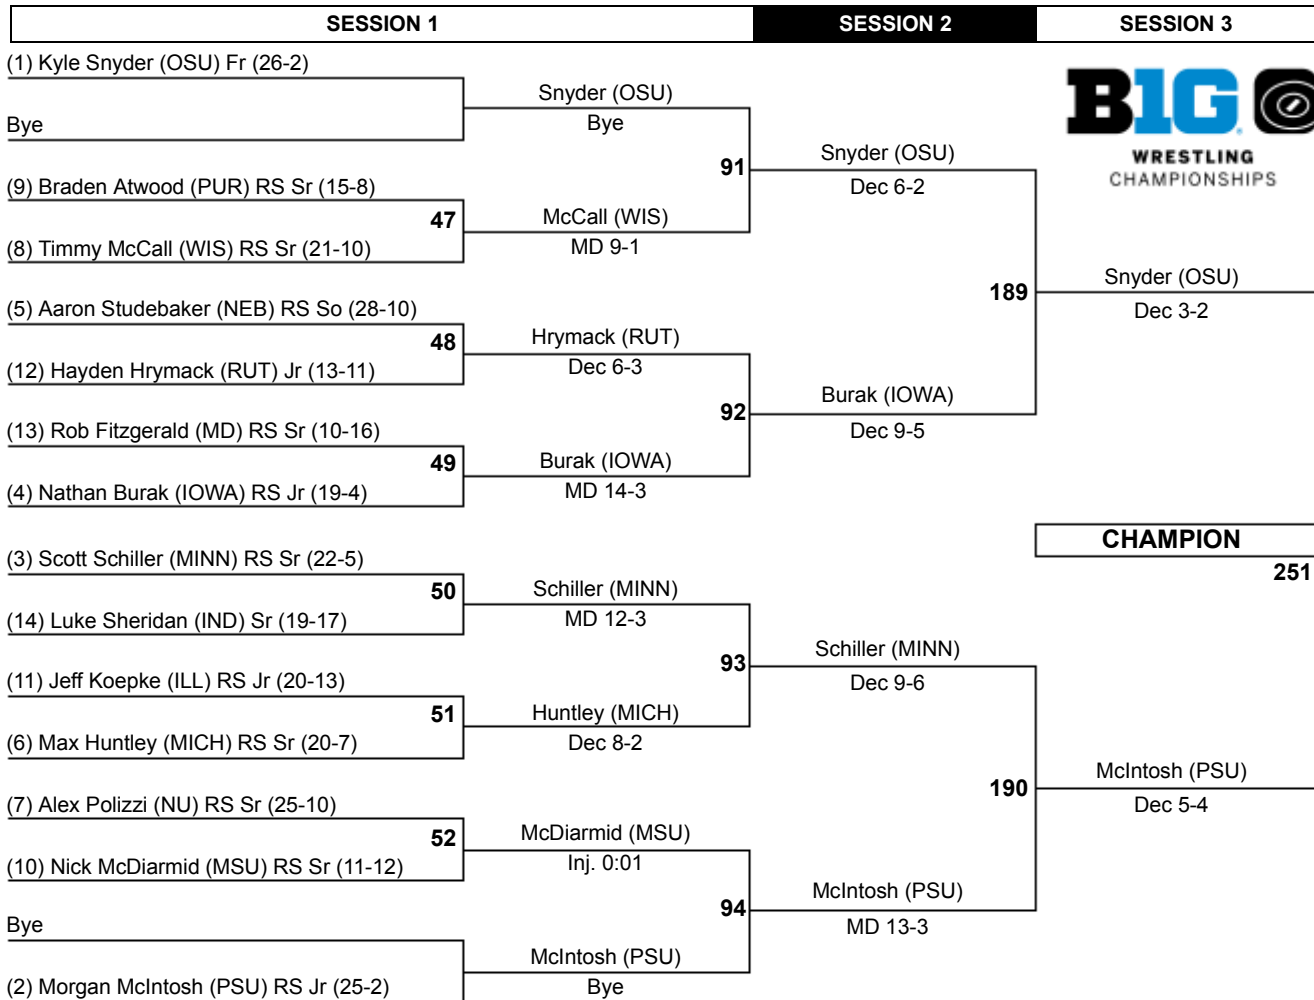 SESSION 1 SESSION 2 SESSION 3
(1) Kyle Snyder (OSU) Fr (26-2)
Snyder (OSU)
Bye
Bye
B1G
WRESTLING
CHAMPIONSHIPS
91
Snyder (OSU)
Dec 6-2
(9) Braden Atwood (PUR) RS Sr (15-8)
47
McCall (WIS)
MD 9-1
(8) Timmy McCall (WIS) RS Sr (21-10)
189
Snyder (OSU)
Dec 3-2
(5) Aaron Studebaker (NEB) RS So (28-10)
48
Hrymack (RUT)
Dec 6-3
(12) Hayden Hrymack (RUT) Jr (13-11)
92
Burak (IOWA)
Dec 9-5
(13) Rob Fitzgerald (MD) RS Sr (10-16)
49
Burak (IOWA)
MD 14-3
(4) Nathan Burak (IOWA) RS Jr (19-4)
CHAMPION
251
(3) Scott Schiller (MINN) RS Sr (22-5)
50
Schiller (MINN)
MD 12-3
(14) Luke Sheridan (IND) Sr (19-17)
93
Schiller (MINN)
Dec 9-6
(11) Jeff Koepke (ILL) RS Jr (20-13)
51
Huntley (MICH)
Dec 8-2
(6) Max Huntley (MICH) RS Sr (20-7)
190
McIntosh (PSU)
Dec 5-4
(7) Alex Polizzi (NU) RS Sr (25-10)
52
McDiarmid (MSU)
Inj. 0:01
(10) Nick McDiarmid (MSU) RS Sr (11-12)
94
McIntosh (PSU)
MD 13-3
Bye
McIntosh (PSU)
Bye
(2) Morgan McIntosh (PSU) RS Jr (25-2)